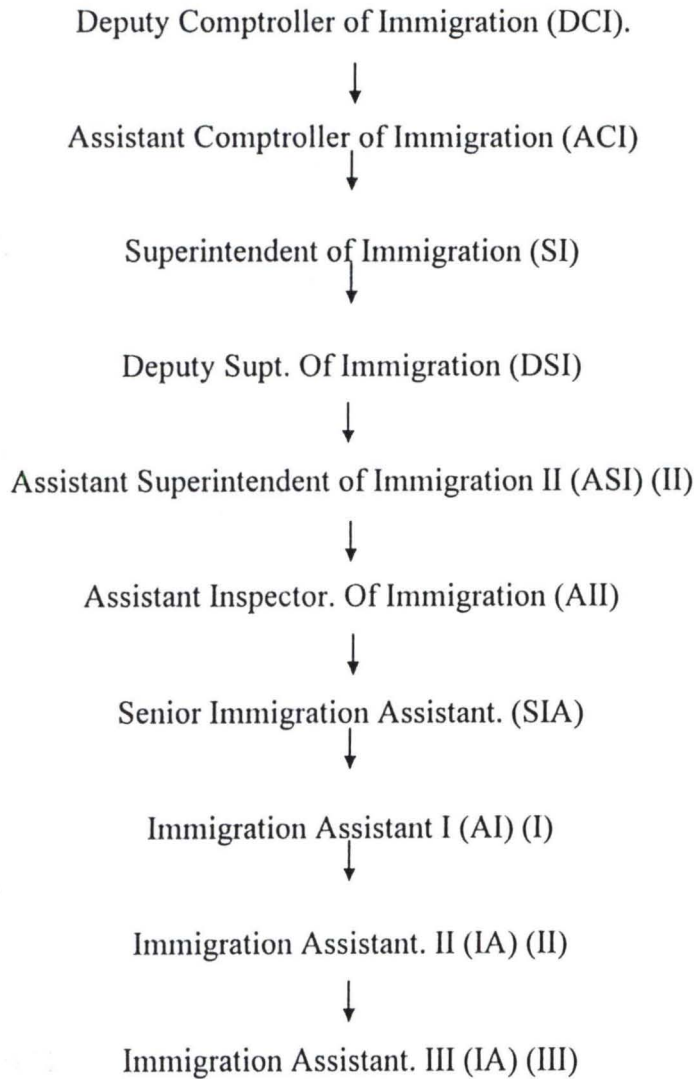 Deputy Comptroller of Immigration (DCI).
Assistant Comptroller of Immigration (ACI)
Superintendent of Immigration (SI)
Deputy Supt. Of Immigration (DSI)
Assistant Superintendent of Immigration II (ASI) (II)
Assistant Inspector. Of Immigration (AII)
Senior Immigration Assistant. (SIA)
Immigration Assistant I (AI) (I)
Immigration Assistant. II (IA) (II)
Immigration Assistant. III (IA) (III)